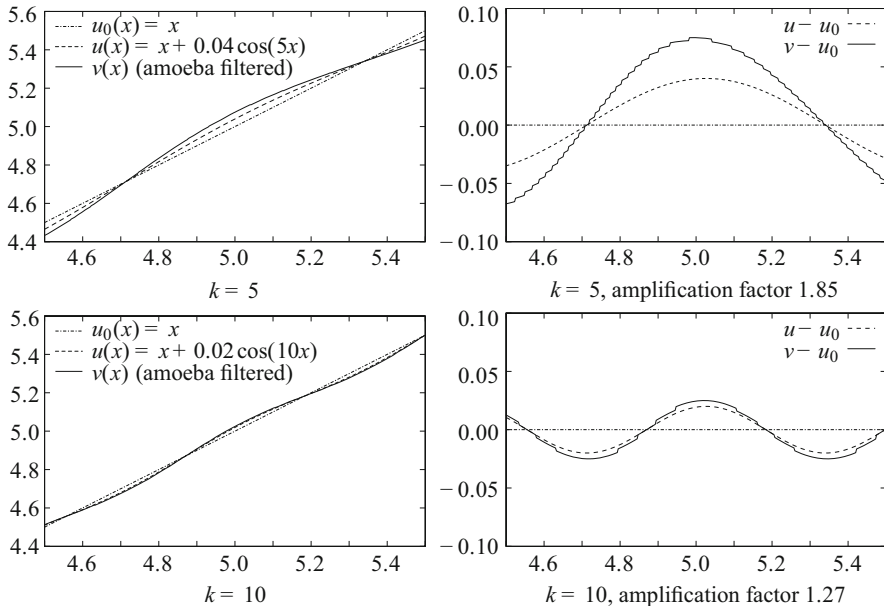 5.6
5.4
5.2
5.0
4.8
4.6
4.4
u₀(x) = x
u(x) = x + 0.04 cos(5x)
v(x) (amoeba filtered)
4.6 4.8 5.0 5.2 5.4
k = 5
0.10
0.05
0.00
−0.05
−0.10
u − u₀
v − u₀
4.6 4.8 5.0 5.2 5.4
k = 5, amplification factor 1.85
5.6
5.4
5.2
5.0
4.8
4.6
4.4
u₀(x) = x
u(x) = x + 0.02 cos(10x)
v(x) (amoeba filtered)
4.6 4.8 5.0 5.2 5.4
k = 10
0.10
0.05
0.00
−0.05
−0.10
u − u₀
v − u₀
4.6 4.8 5.0 5.2 5.4
k = 10, amplification factor 1.27